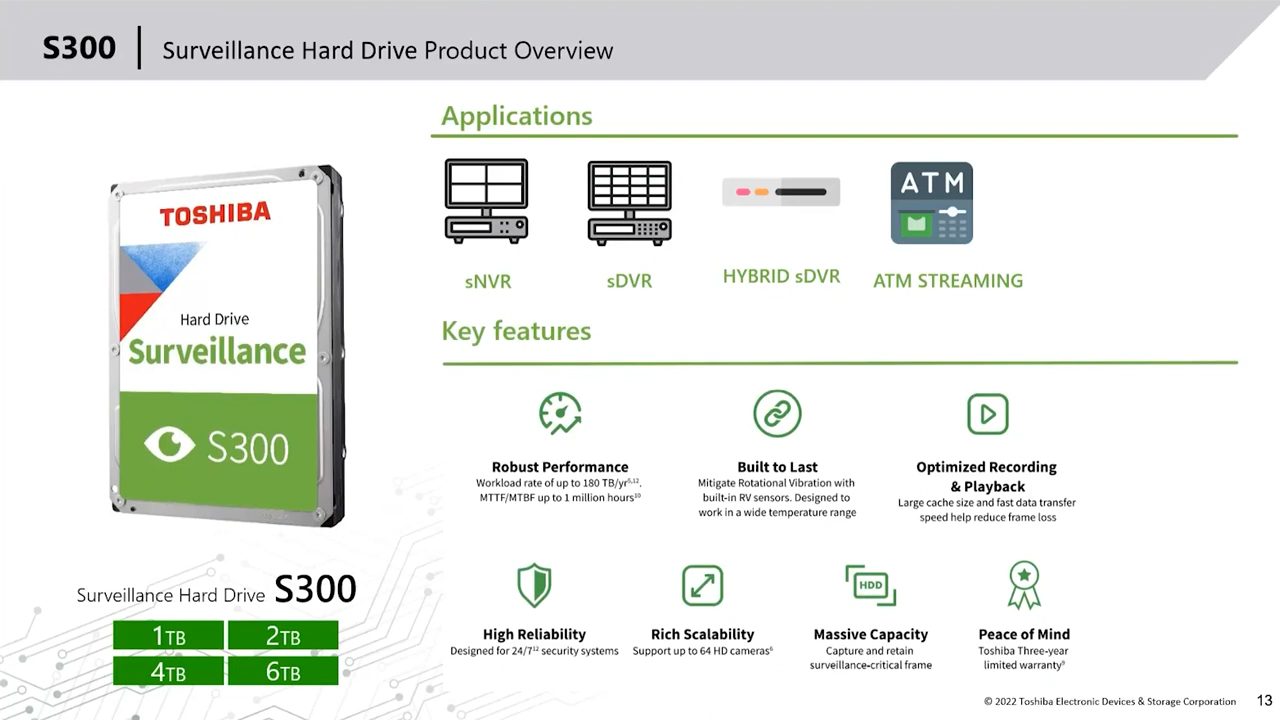 S300
Surveillance Hard Drive Product Overview
TOSHIBA
Hard Drive
Surveillance
S300
Surveillance Hard Drive S300
1TB
2TB
4TB
6TB
Applications
ATM
sNVR
sDVR
HYBRID sDVR
ATM STREAMING
Key features
Robust Performance
Workload rate of up to 180 TB/yr5,12.
MTTF/MTBF up to 1 million hours10
Built to Last
Mitigate Rotational Vibration with
built-in RV sensors. Designed to
work in a wide temperature range
Optimized Recording
& Playback
Large cache size and fast data transfer
speed help reduce frame loss
High Reliability
Designed for 24/712 security systems
Rich Scalability
Support up to 64 HD cameras6
HDD
Massive Capacity
Capture and retain
surveillance-critical frame
Peace of Mind
Toshiba Three-year
limited warranty9
© 2022 Toshiba Electronic Devices & Storage Corporation
13